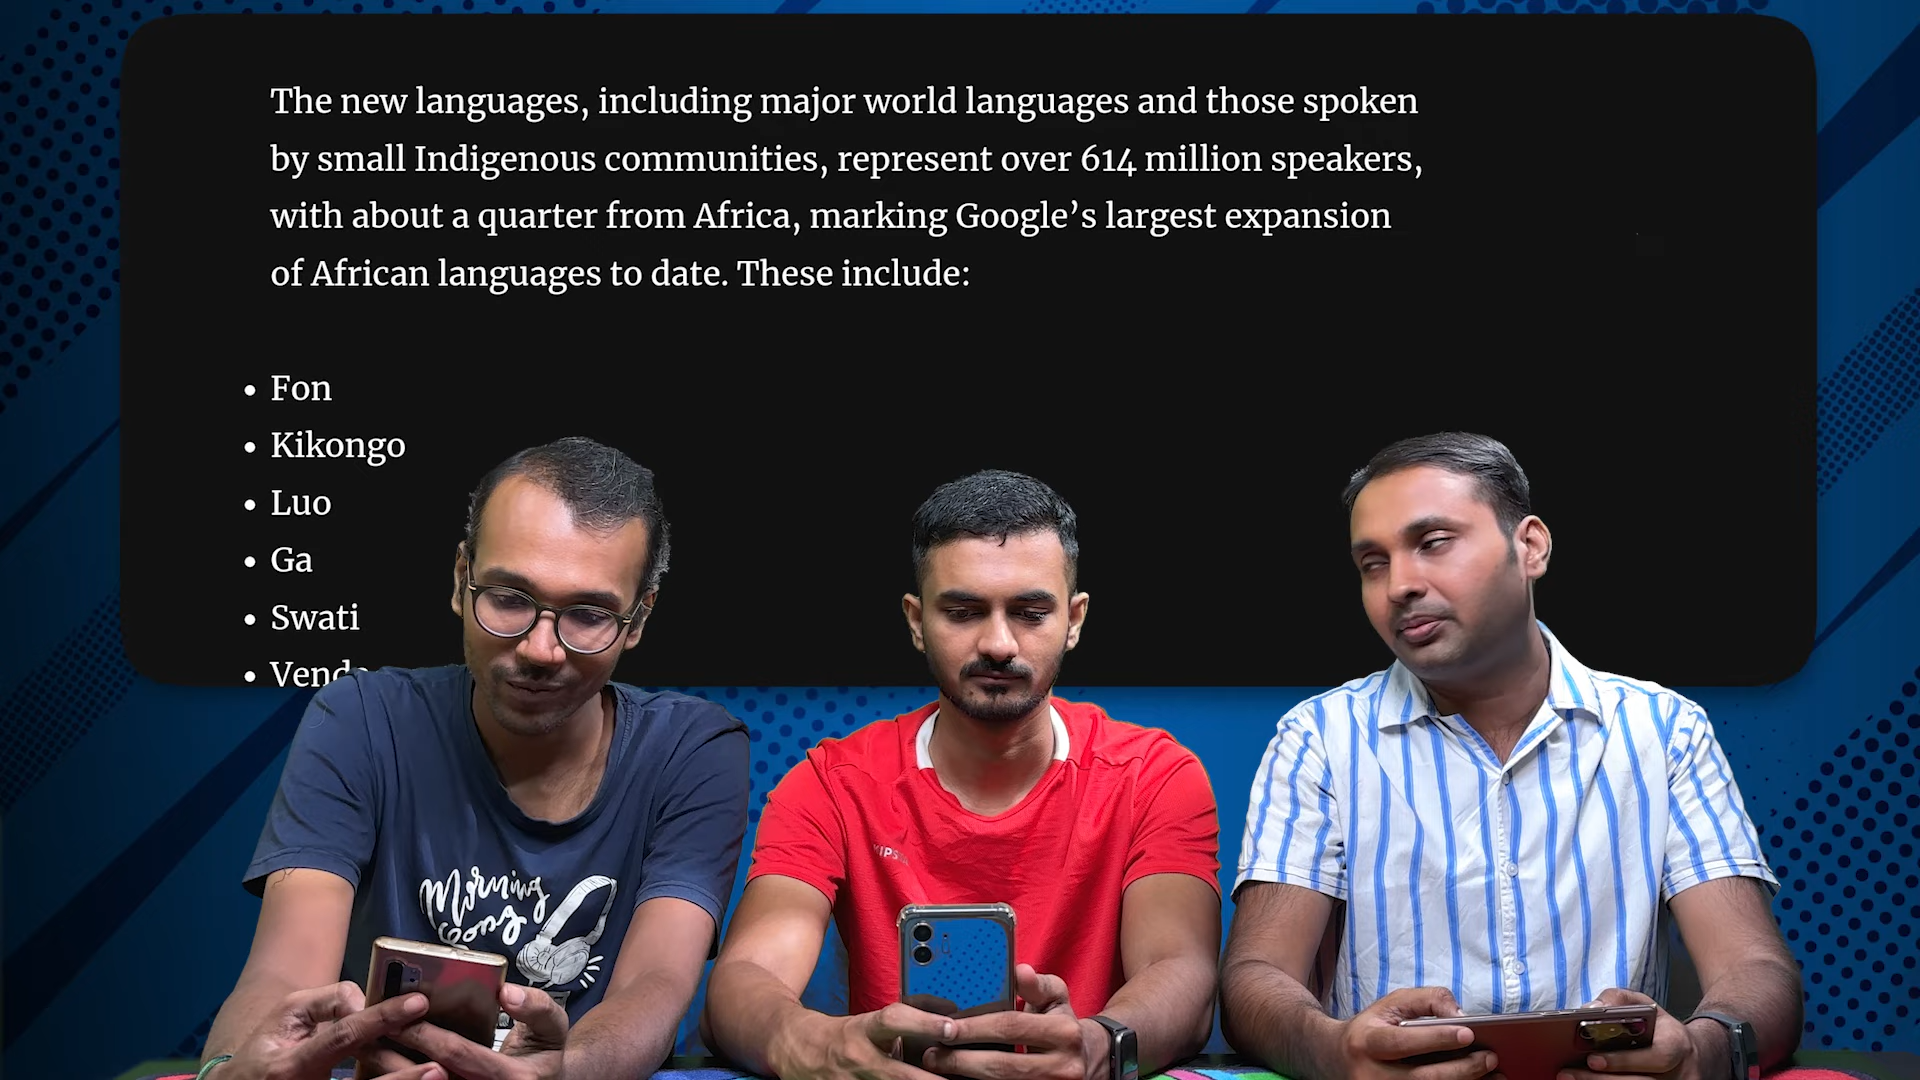 The new languages, including major world languages and those spoken
by small Indigenous communities, represent over 614 million speakers,
with about a quarter from Africa, marking Google’s largest expansion
of African languages to date. These include:
• Fon
• Kikongo
• Luo
• Ga
• Swati
Morning